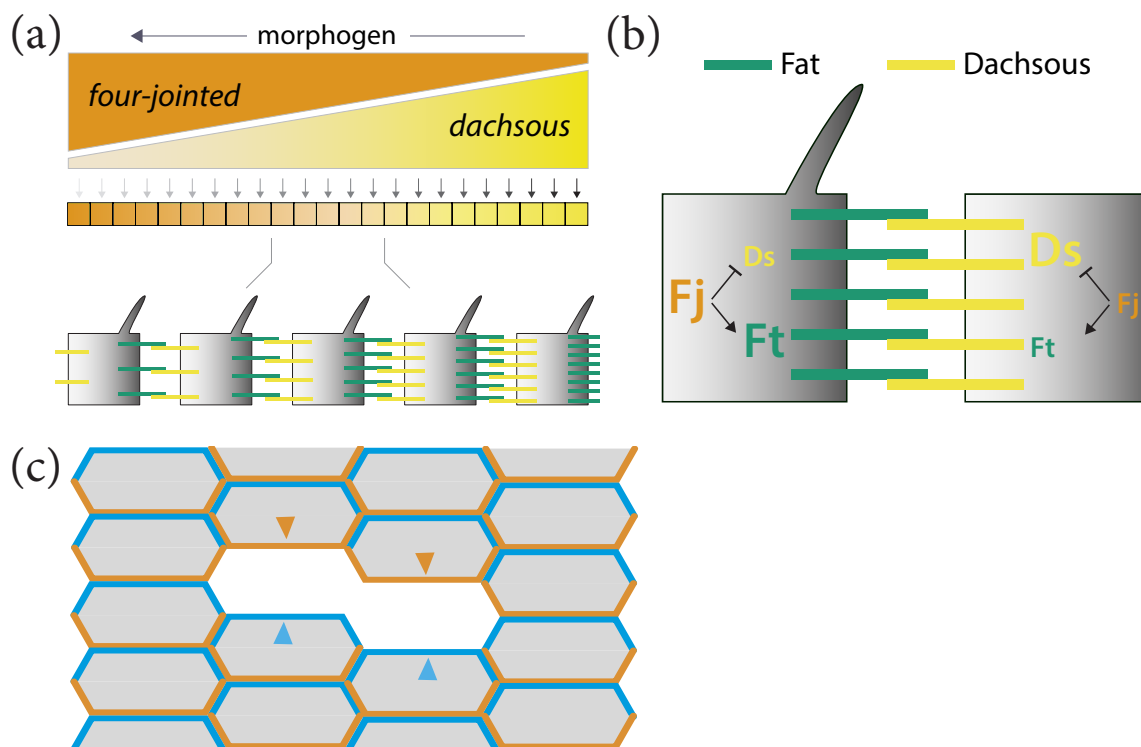 (a)
morphogen
four-jointed
dachsous
(b)
Fat
Dachsous
Ds
Fj
Ft
Ds
Fj
Ft
(c)